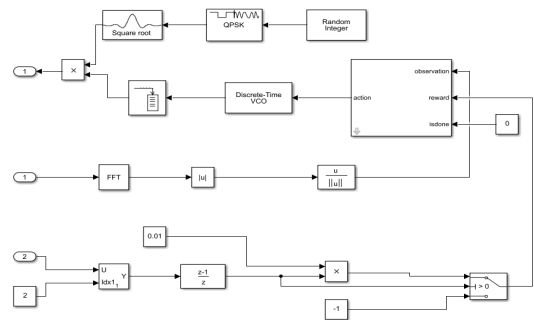 QPSK
Random
Integer
Square root
1
×
Discrete-Time
VCO
observation
action
reward
isdone
0
1
FFT
|u|
u
||u||
0.01
2
U
Idx1
1
Y
z-1
z
×
> 0
2
-1